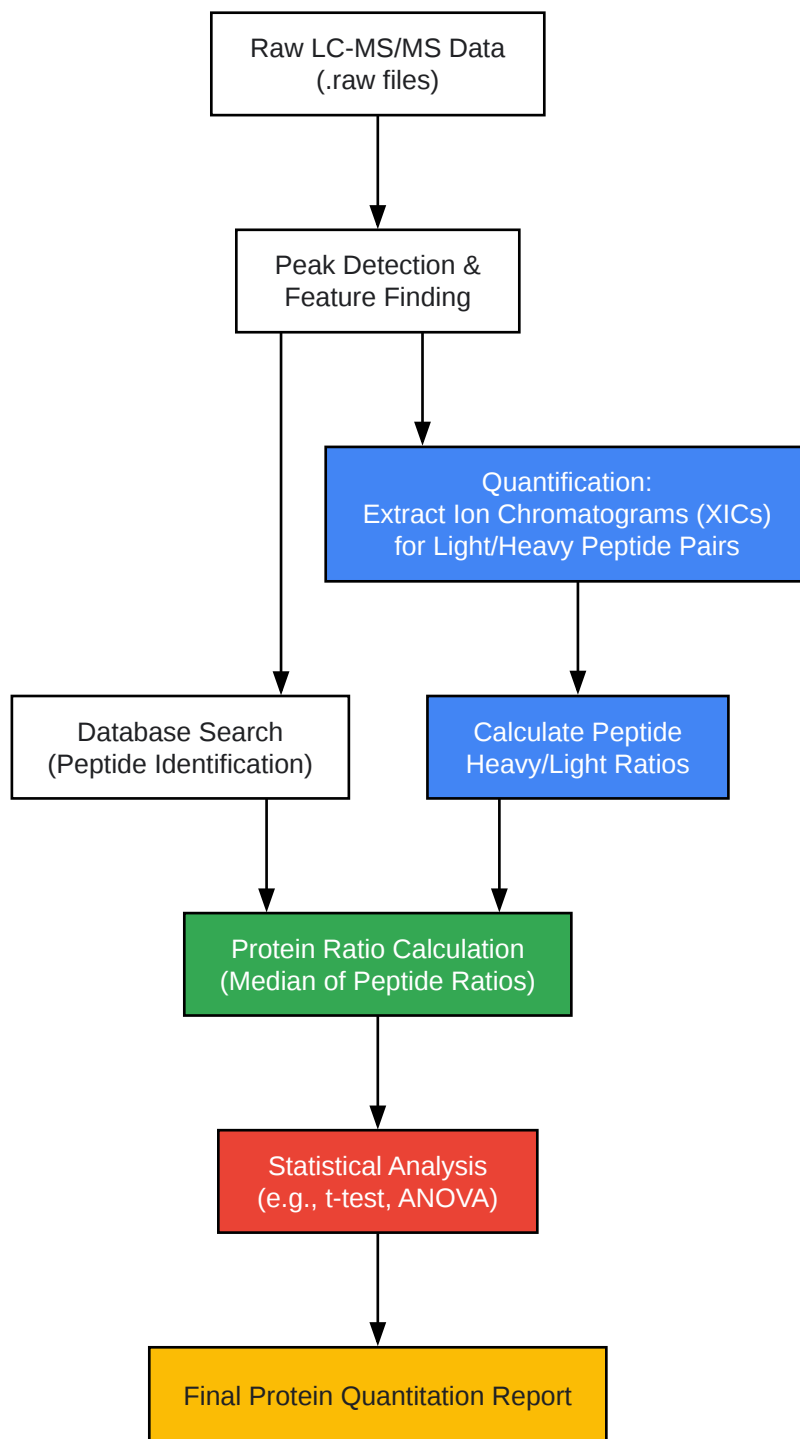 Raw LC-MS/MS Data
(.raw files)
Peak Detection &
Feature Finding
Quantification:
Extract Ion Chromatograms (XICs)
for Light/Heavy Peptide Pairs
Database Search
(Peptide Identification)
Calculate Peptide
Heavy/Light Ratios
Protein Ratio Calculation
(Median of Peptide Ratios)
Statistical Analysis
(e.g., t-test, ANOVA)
Final Protein Quantitation Report